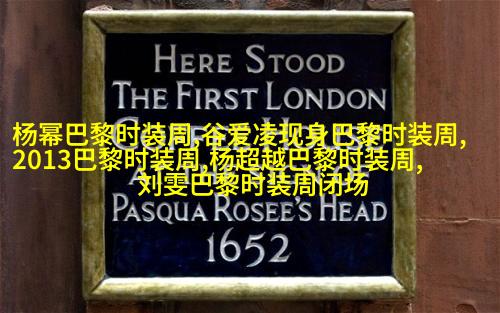 HERE STOOD
THE FIRST LONDON
杨幂巴黎时装周,谷爱凌现身巴黎时装周,
2013巴黎时装周,杨超越巴黎时装周,
刘雯巴黎时装周闭场
PASQUA ROSEE'S HEAD
1652